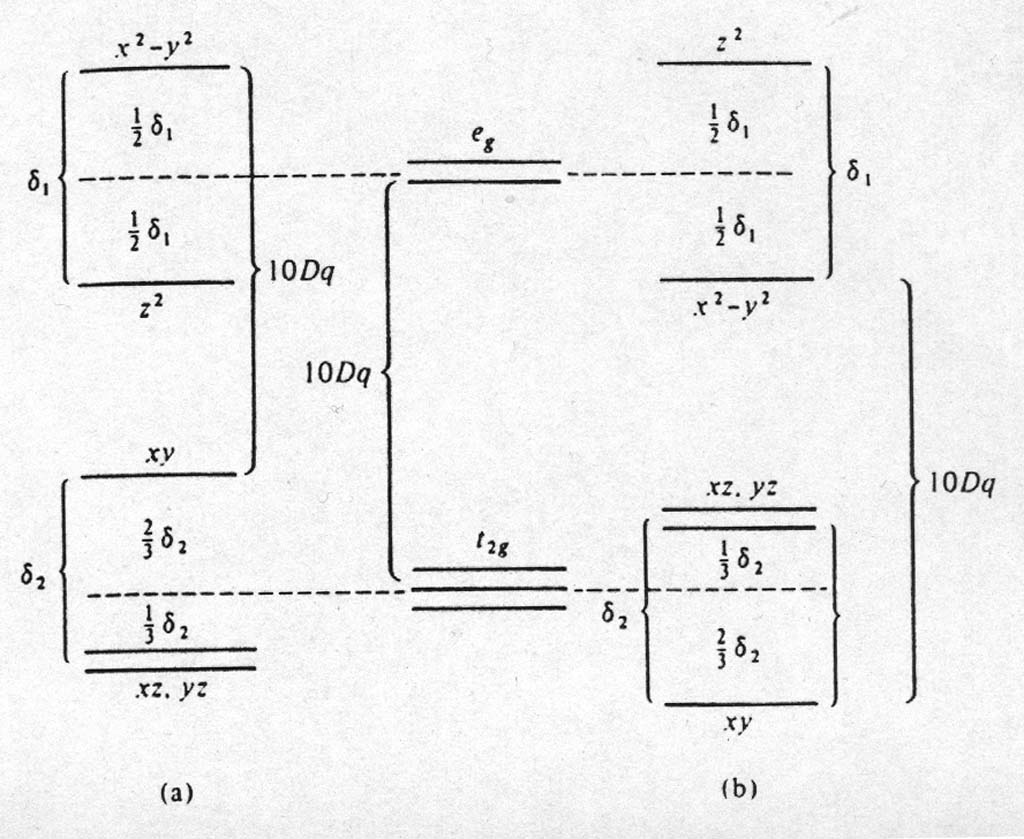 x²-y²
½ δ₁
δ₁
½ δ₁
z²
10Dq
xy
⅔ δ₂
δ₂
⅓ δ₂
xz, yz
(a)
e_g
10Dq
t₂g
z²
½ δ₁
δ₁
½ δ₁
x²-y²
10Dq
xz, yz
⅓ δ₂
δ₂
⅔ δ₂
xy
(b)